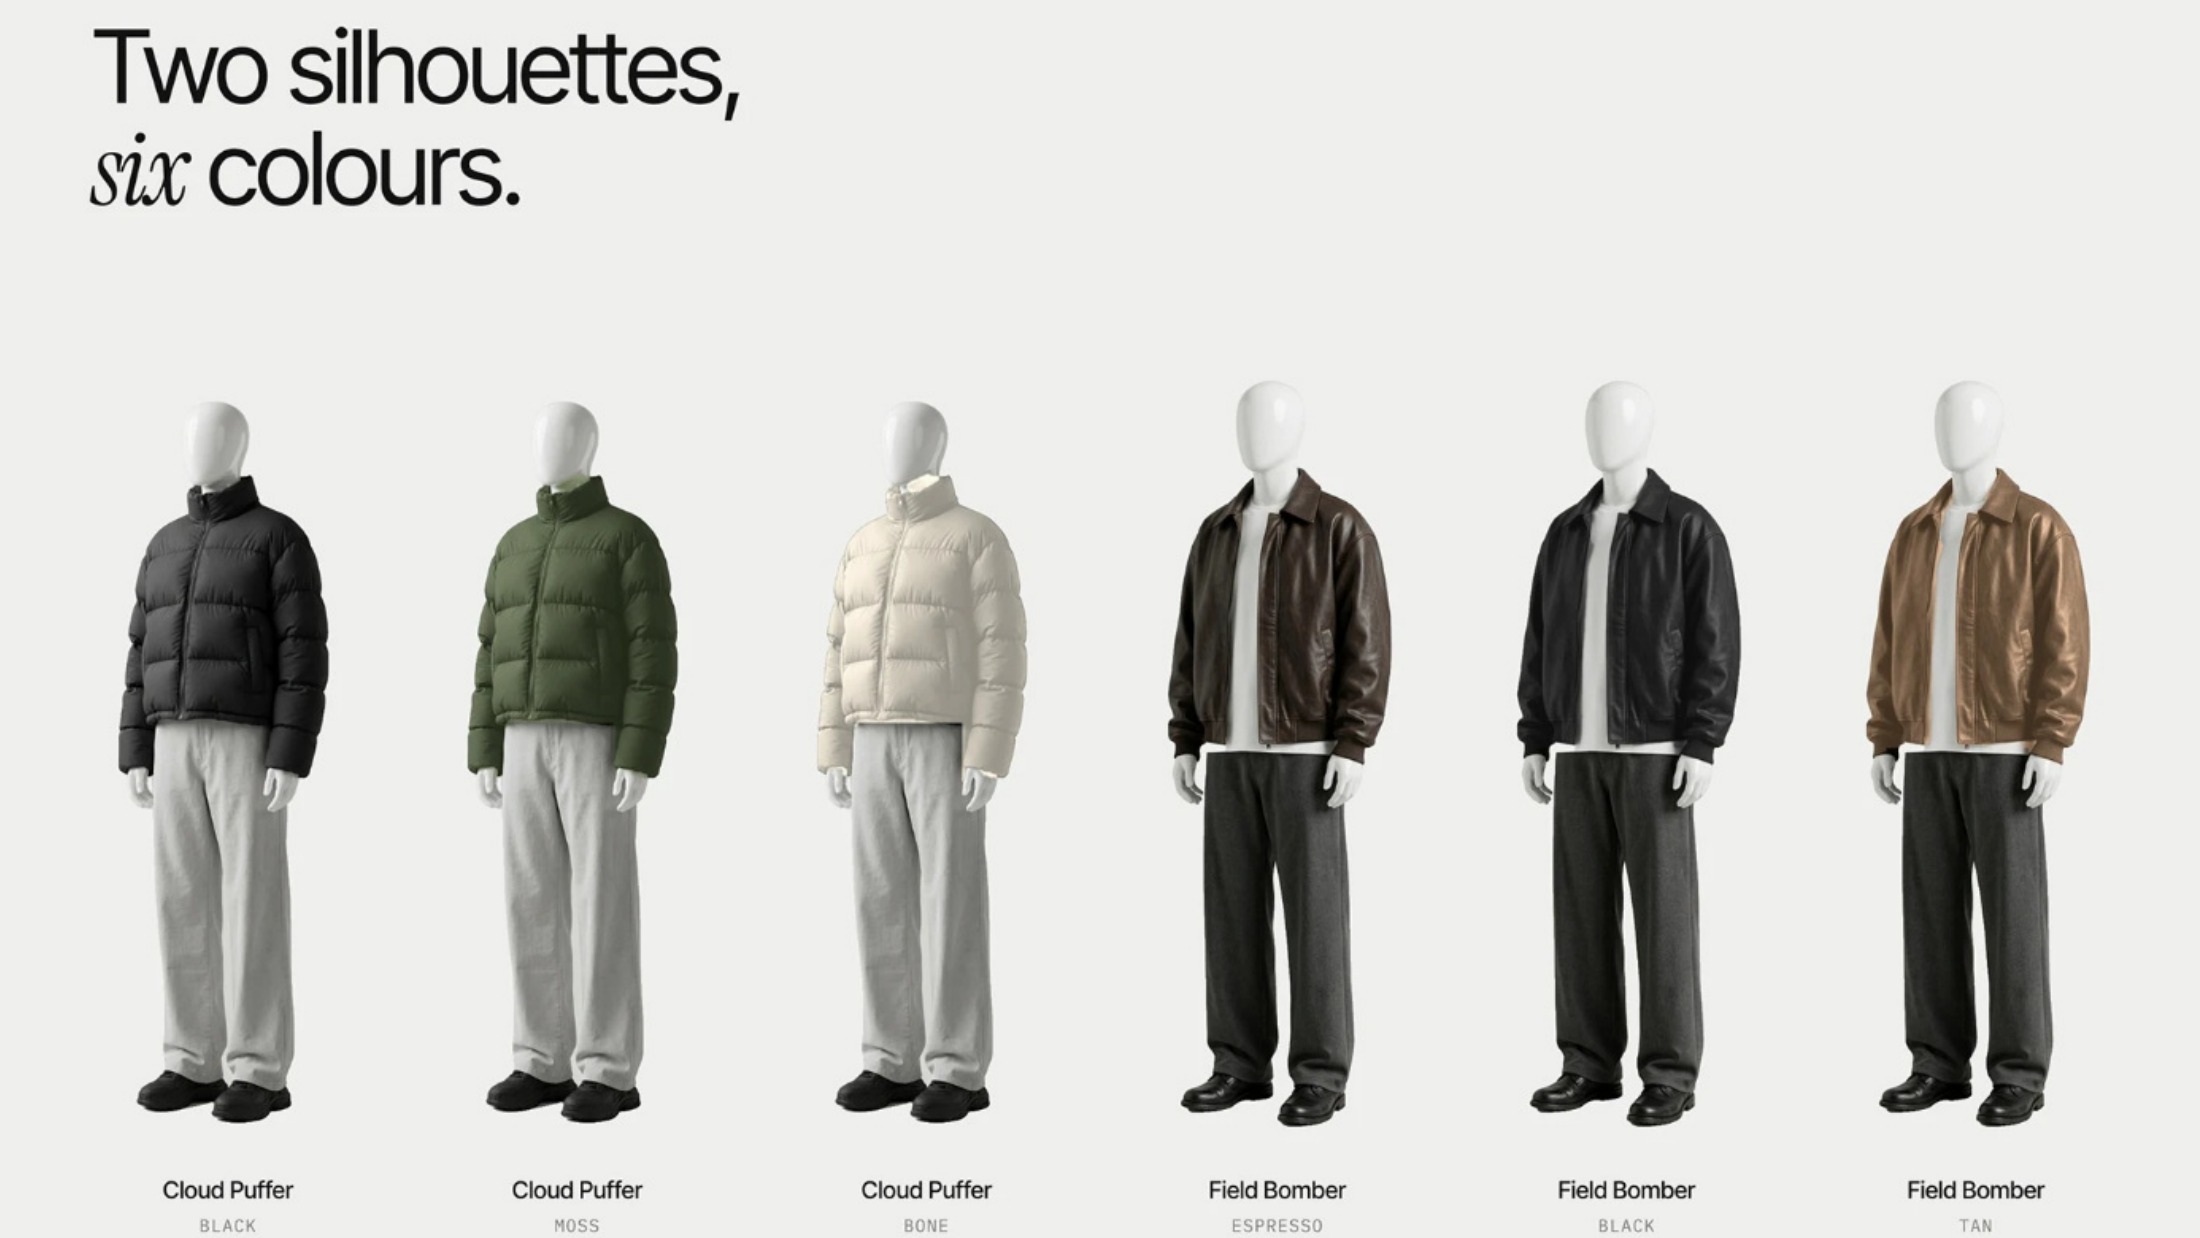 Two silhouettes,
six colours.
Cloud Puffer
BLACK
Cloud Puffer
MOSS
Cloud Puffer
BONE
Field Bomber
ESPRESSO
Field Bomber
BLACK
Field Bomber
TAN